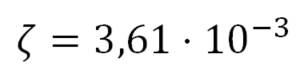 ζ = 3,61 · 10⁻³